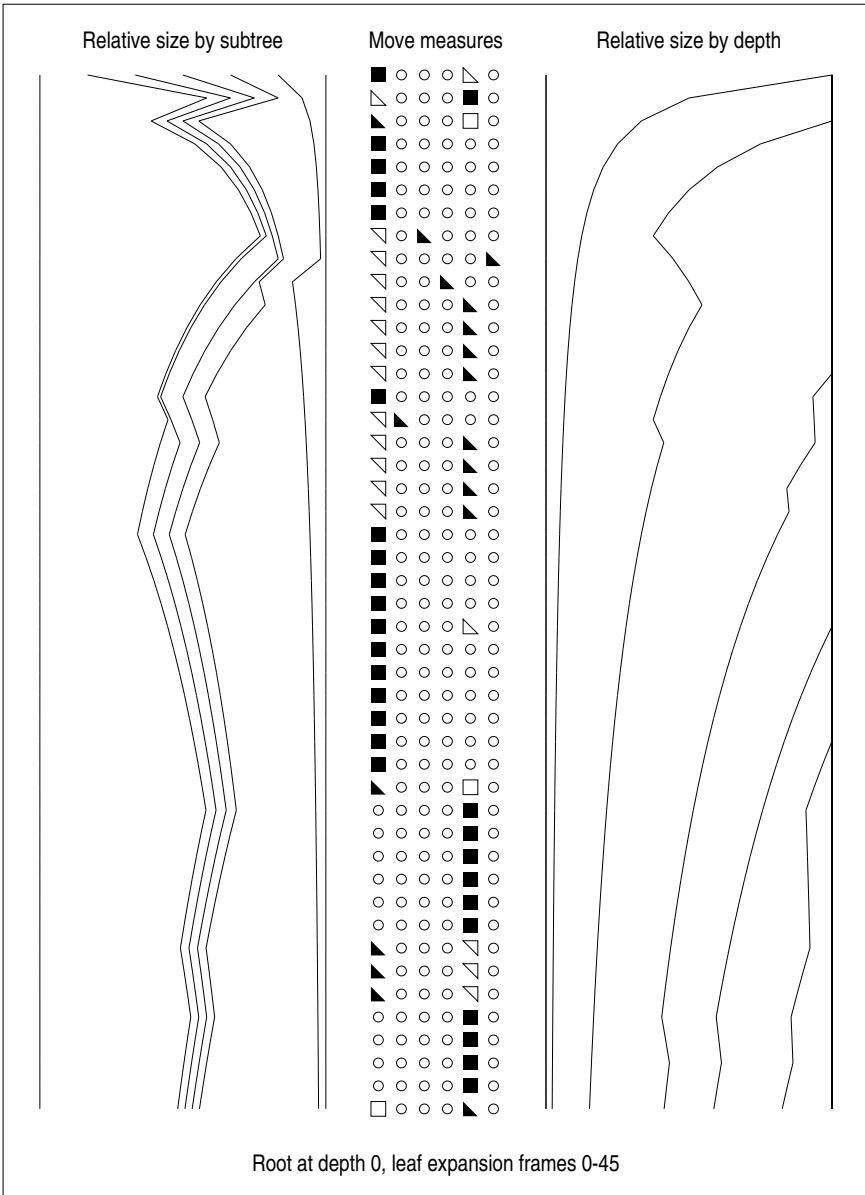 Relative size by subtree
Move measures
Relative size by depth
Root at depth 0, leaf expansion frames 0-45